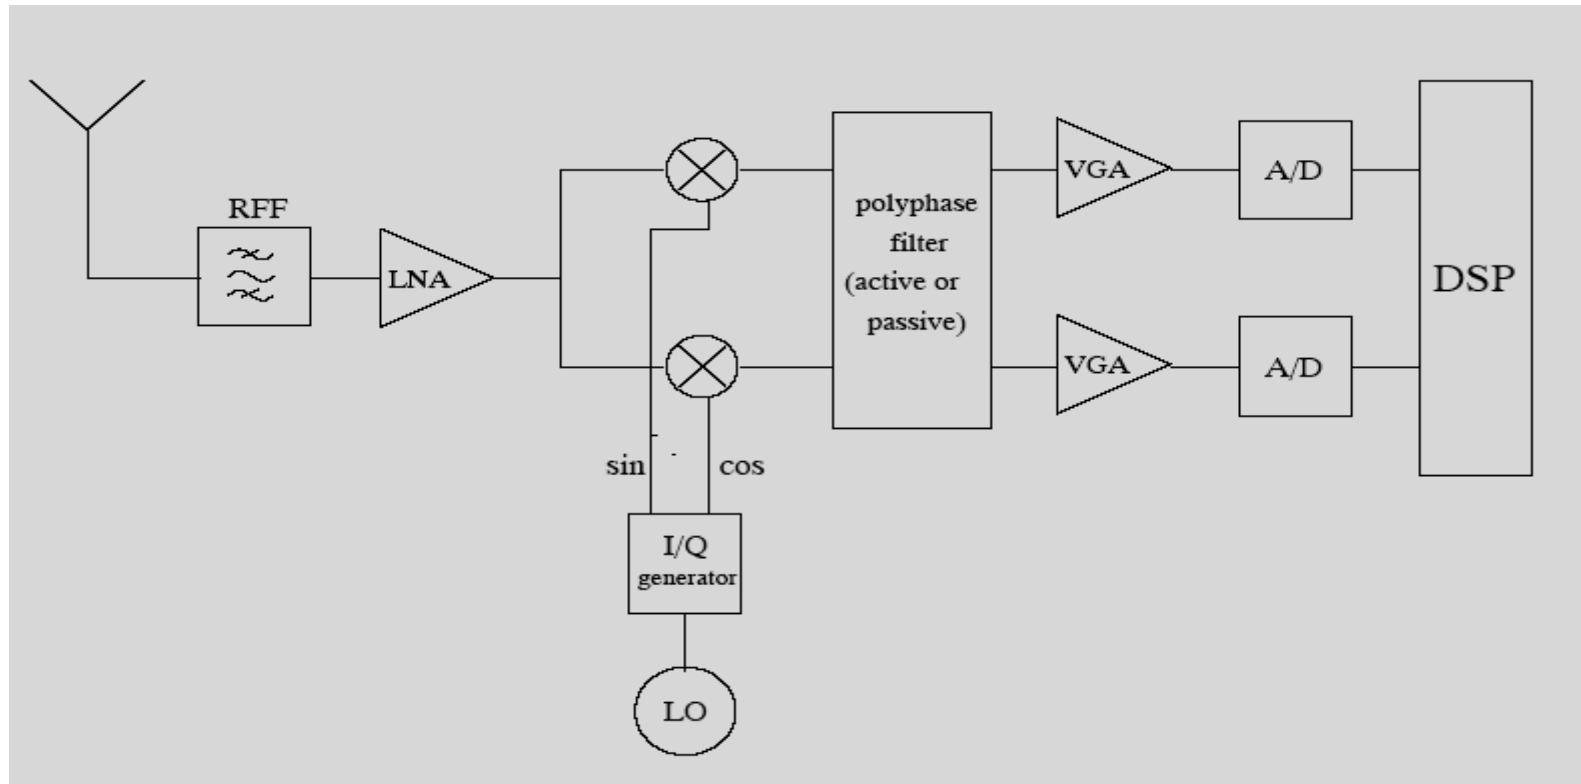 RFF
LNA
polyphase
filter
(active or
passive)
VGA
A/D
VGA
A/D
DSP
sin
cos
I/Q
generator
LO